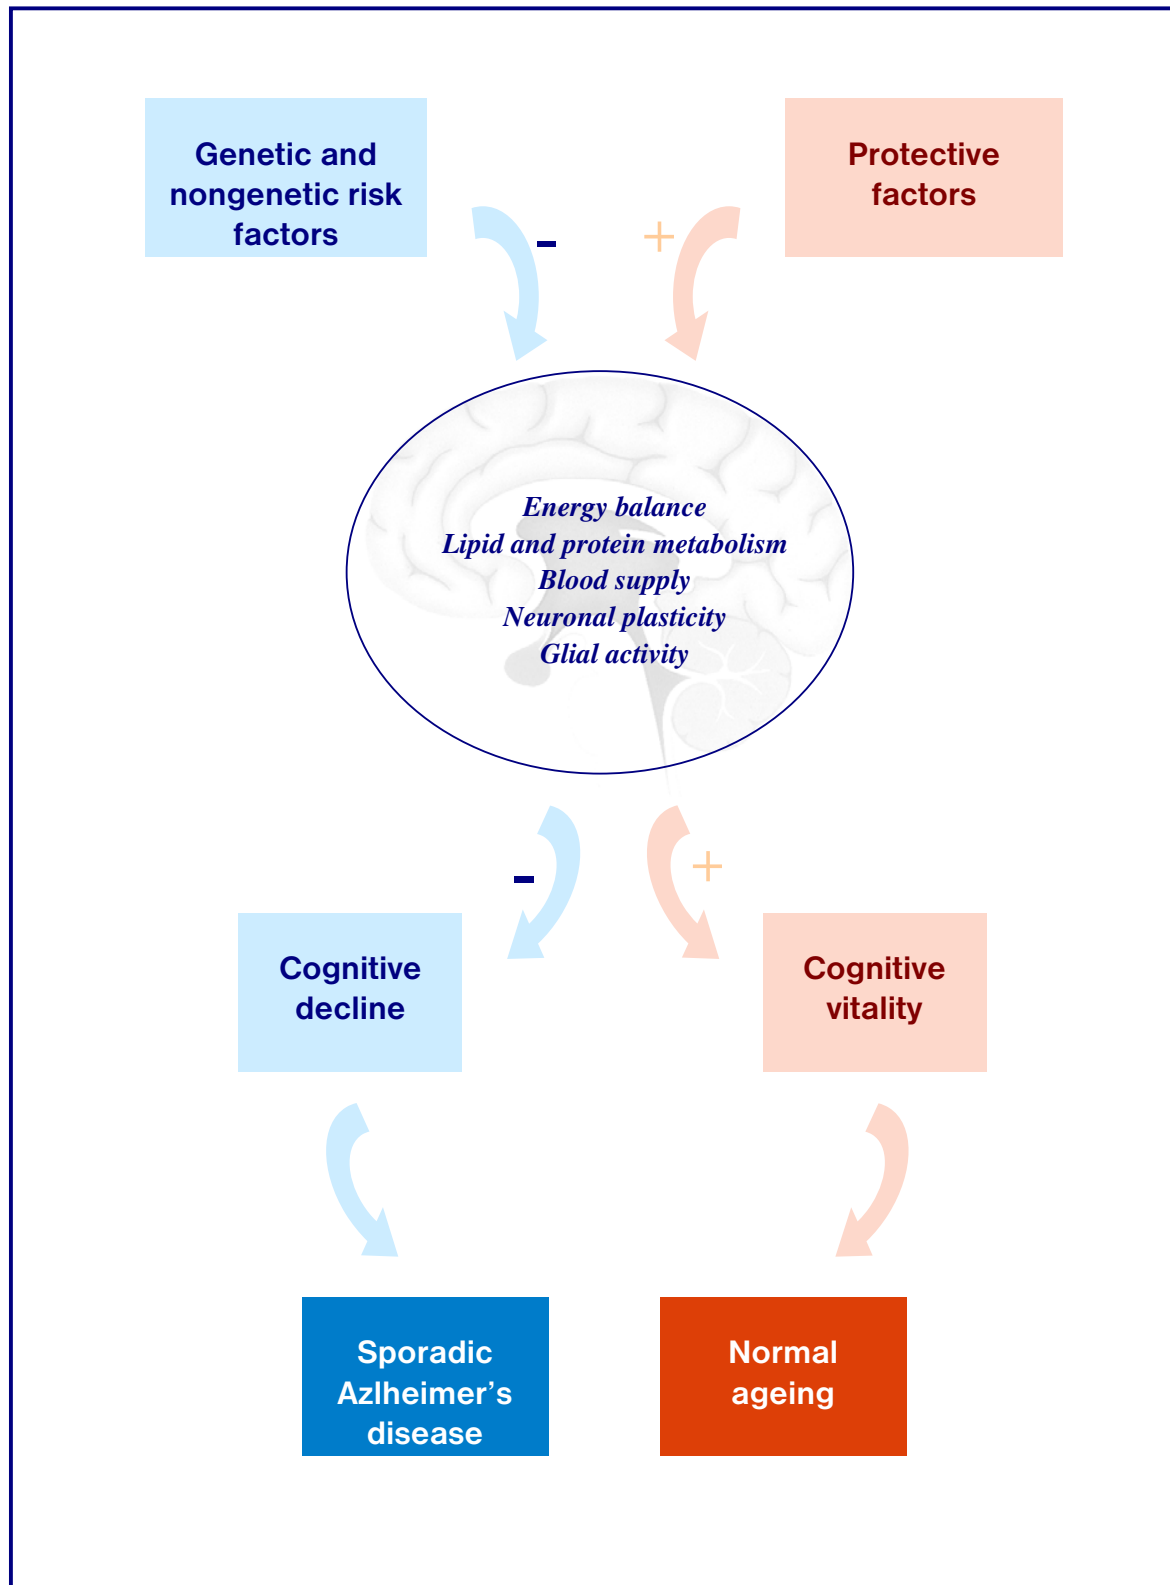 Genetic and
nongenetic risk
factors
Protective
factors
-
+
Energy balance
Lipid and protein metabolism
Blood supply
Neuronal plasticity
Glial activity
-
+
Cognitive
decline
Cognitive
vitality
Sporadic
Azlheimer’s
disease
Normal
ageing